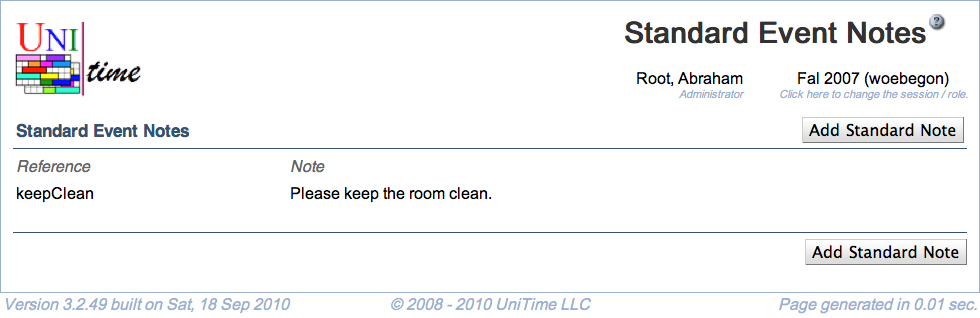 UNI
time
Standard Event Notes ?
Root, Abraham
Administrator
Fal 2007 (woebegon)
Click here to change the session / role.
Standard Event Notes
Add Standard Note
Reference Note
keepClean Please keep the room clean.
Add Standard Note
Version 3.2.49 built on Sat, 18 Sep 2010 © 2008 - 2010 UniTime LLC Page generated in 0.01 sec.